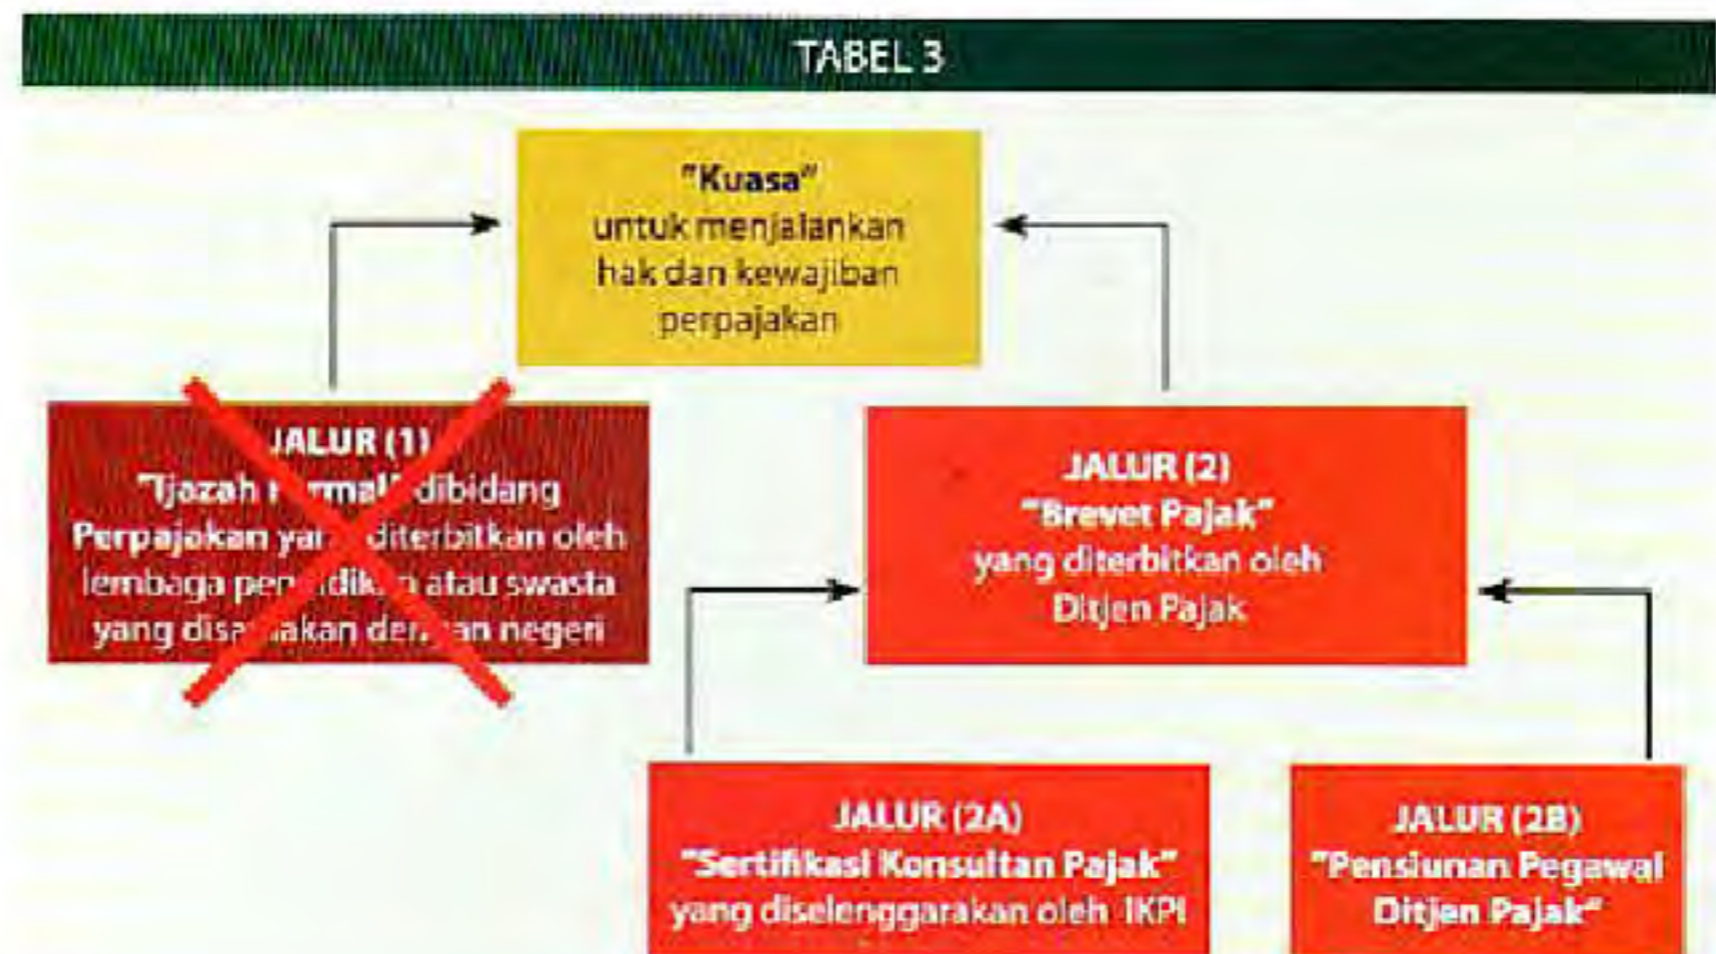 TABEL 3
"Kuasa"
untuk menjalankan
hak dan kewajiban
perpajakan
JALUR (1)
"Ijazah dibidang
Perpajakan diterbitkan oleh
lembaga atau swasta
yang negeri
JALUR (2)
"Brevet Pajak"
yang diterbitkan oleh
Ditjen Pajak
JALUR (2A)
"Sertifikasi Konsultan Pajak"
yang diselenggarakan oleh IKPI
JALUR (2B)
"Pensiunan Pegawai
Ditjen Pajak"